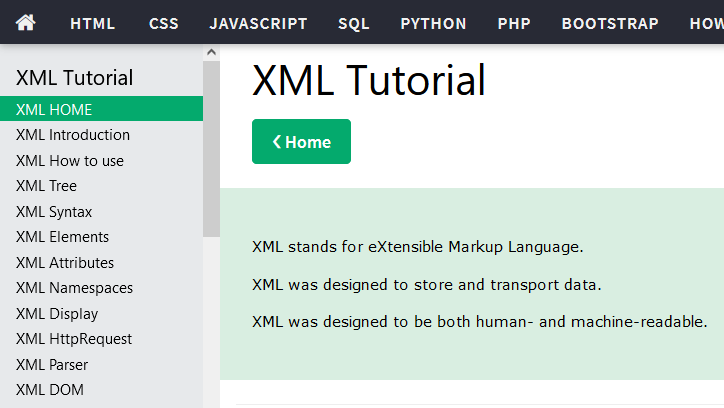 HTML CSS JAVASCRIPT SQL PYTHON PHP BOOTSTRAP HOW
XML Tutorial
XML HOME
XML Introduction
XML How to use
XML Tree
XML Syntax
XML Elements
XML Attributes
XML Namespaces
XML Display
XML HttpRequest
XML Parser
XML DOM
XML Tutorial
❮ Home
XML stands for eXtensible Markup Language.
XML was designed to store and transport data.
XML was designed to be both human- and machine-readable.